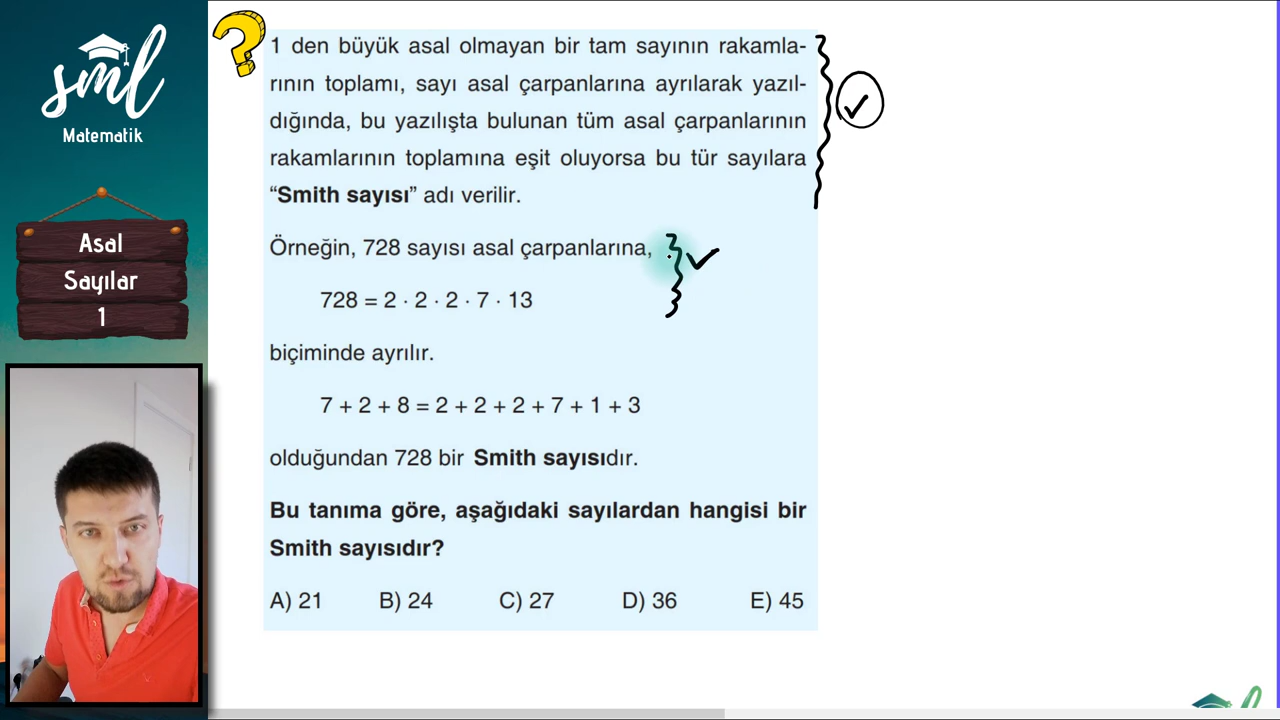 sml
Matematik
Asal
Sayılar
1
?
1 den büyük asal olmayan bir tam sayının rakamla-
rının toplamı, sayı asal çarpanlarına ayrılarak yazıl-
dığında, bu yazılışta bulunan tüm asal çarpanlarının
rakamlarının toplamına eşit oluyorsa bu tür sayılara
“Smith sayısı” adı verilir.
Örneğin, 728 sayısı asal çarpanlarına,
728 = 2 · 2 · 2 · 7 · 13
biçiminde ayrılır.
7 + 2 + 8 = 2 + 2 + 2 + 7 + 1 + 3
olduğundan 728 bir Smith sayısıdır.
Bu tanıma göre, aşağıdaki sayılardan hangisi bir
Smith sayısıdır?
A) 21 B) 24 C) 27 D) 36 E) 45